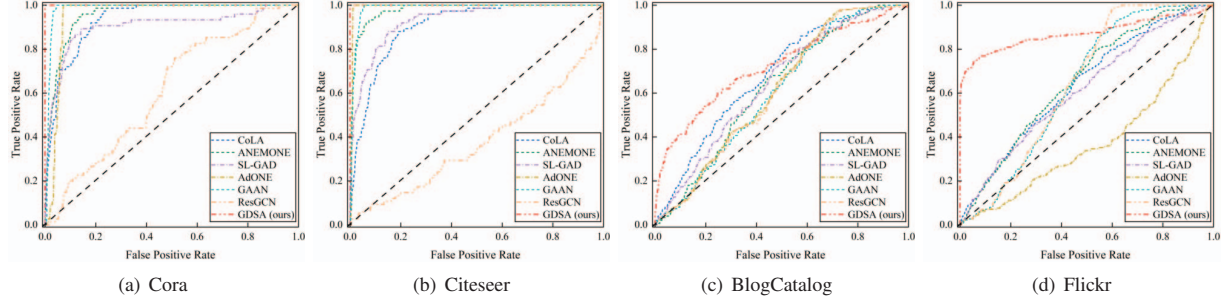 True Positive Rate
1.0
0.8
0.6
0.4
0.2
0.0
CoLA
ANEMONE
SL-GAD
AdONE
GAAN
ResGCN
GDSA (ours)
0.0 0.2 0.4 0.6 0.8 1.0
False Positive Rate
(a) Cora
True Positive Rate
1.0
0.8
0.6
0.4
0.2
0.0
CoLA
ANEMONE
SL-GAD
AdONE
GAAN
ResGCN
GDSA (ours)
0.0 0.2 0.4 0.6 0.8 1.0
False Positive Rate
(b) Citeseer
True Positive Rate
1.0
0.8
0.6
0.4
0.2
0.0
CoLA
ANEMONE
SL-GAD
AdONE
GAAN
ResGCN
GDSA (ours)
0.0 0.2 0.4 0.6 0.8 1.0
False Positive Rate
(c) BlogCatalog
True Positive Rate
1.0
0.8
0.6
0.4
0.2
0.0
CoLA
ANEMONE
SL-GAD
AdONE
GAAN
ResGCN
GDSA (ours)
0.0 0.2 0.4 0.6 0.8 1.0
False Positive Rate
(d) Flickr